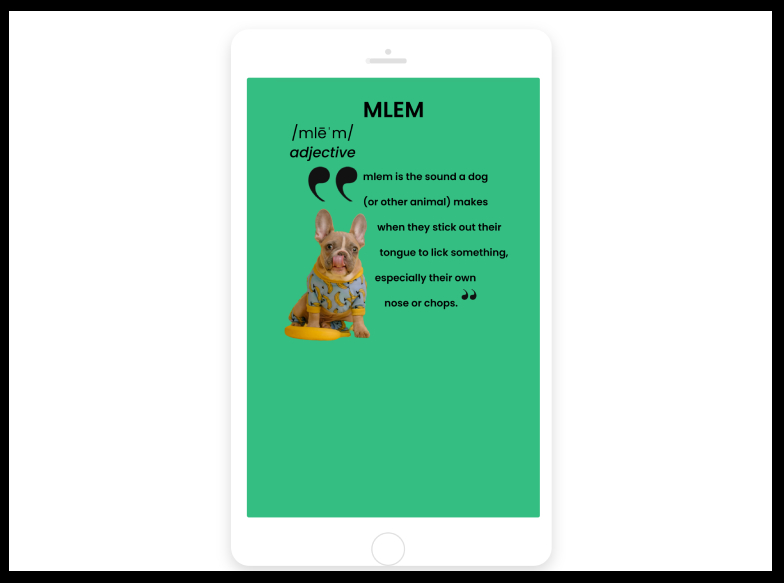 MLEM
/mlē'm/
adjective
mlem is the sound a dog
(or other animal) makes
when they stick out their
tongue to lick something,
especially their own
nose or chops.”